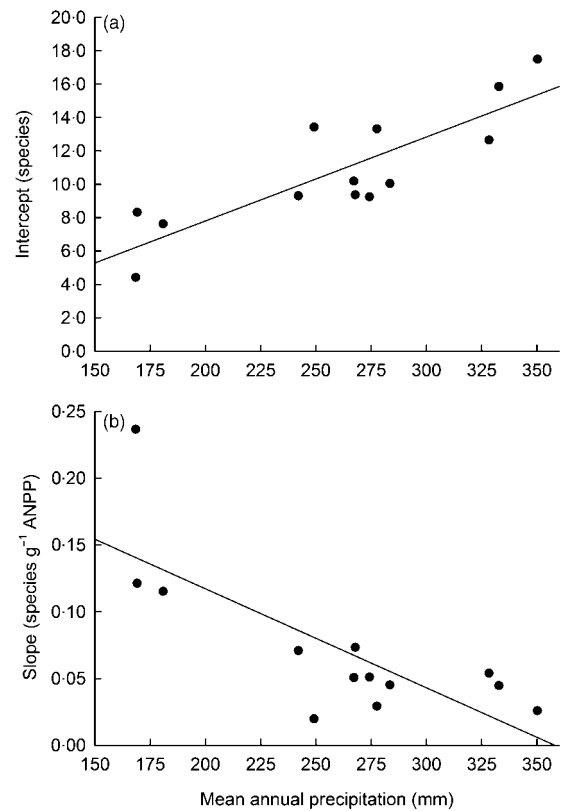 (a)
Intercept (species)
20·0
18·0
16·0
14·0
12·0
10·0
8·0
6·0
4·0
2·0
0·0
150 175 200 225 250 275 300 325 350
(b)
Slope (species g⁻¹ ANPP)
0·25
0·20
0·15
0·10
0·05
0·00
150 175 200 225 250 275 300 325 350
Mean annual precipitation (mm)